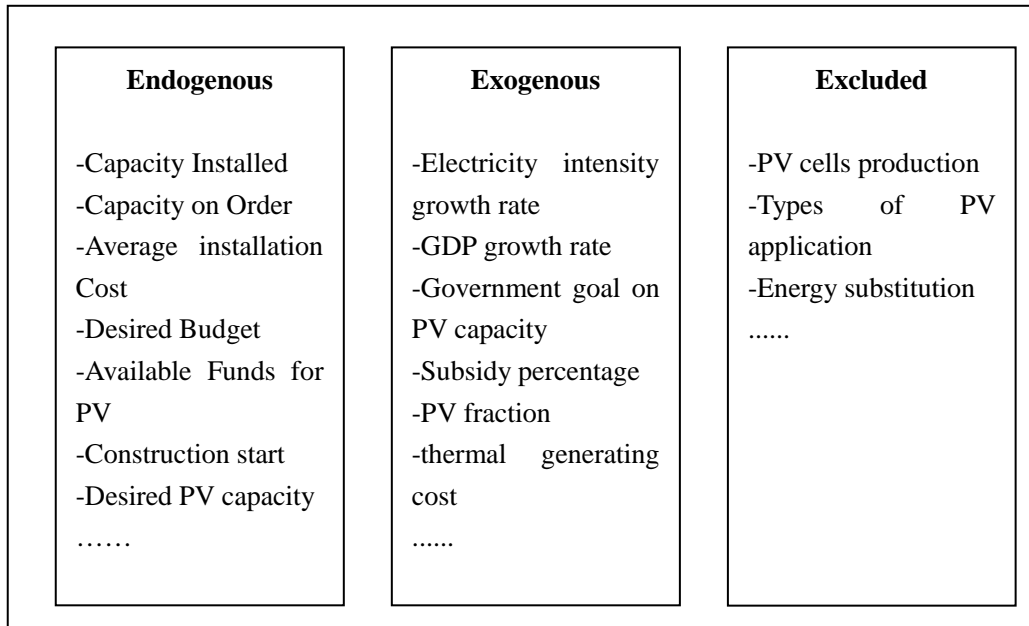 Endogenous
-Capacity Installed
-Capacity on Order
-Average installation
Cost
-Desired Budget
-Available Funds for
PV
-Construction start
-Desired PV capacity
……
Exogenous
-Electricity intensity
growth rate
-GDP growth rate
-Government goal on
PV capacity
-Subsidy percentage
-PV fraction
-thermal generating
cost
......
Excluded
-PV cells production
-Types of PV
application
-Energy substitution
......